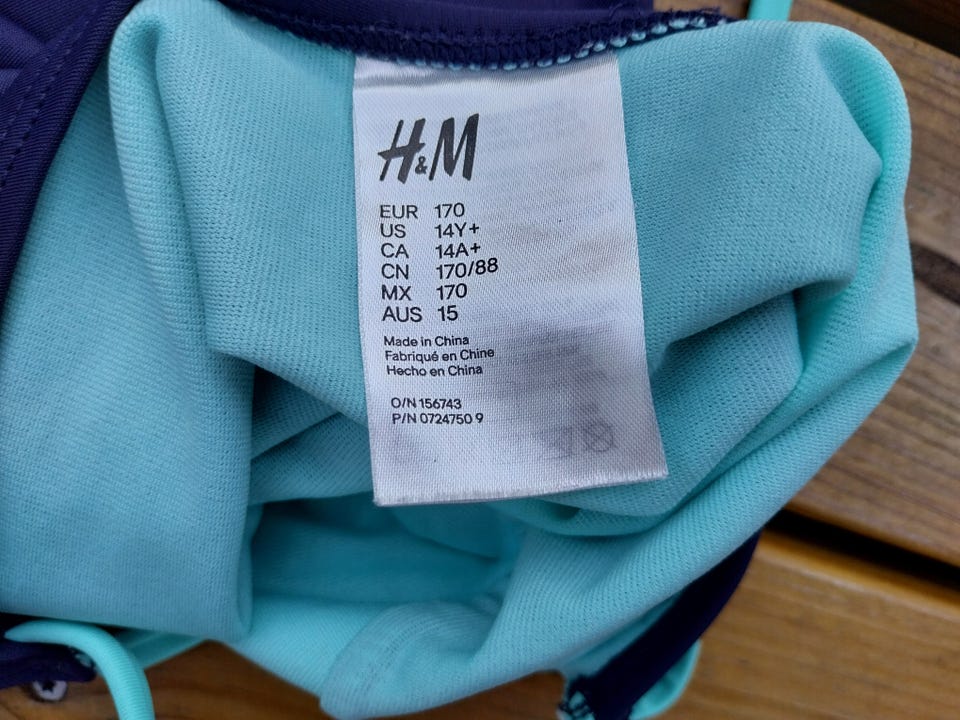 H&M
EUR 170
US 14Y+
CA 14A+
CN 170/88
MX 170
AUS 15
Made in China
Fabriqué en Chine
Hecho en China
O/N 156743
P/N 0724750 9